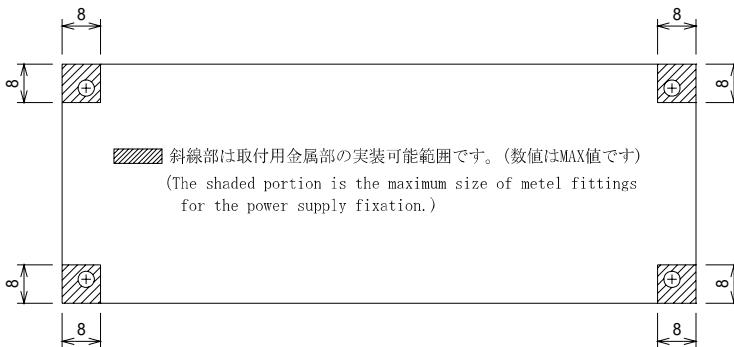 8 8
8 8
斜線部は取付用金属部の実装可能範囲です。(数値はMAX値です)
(The shaded portion is the maximum size of metel fittings
for the power supply fixation.)
8 8
8 8